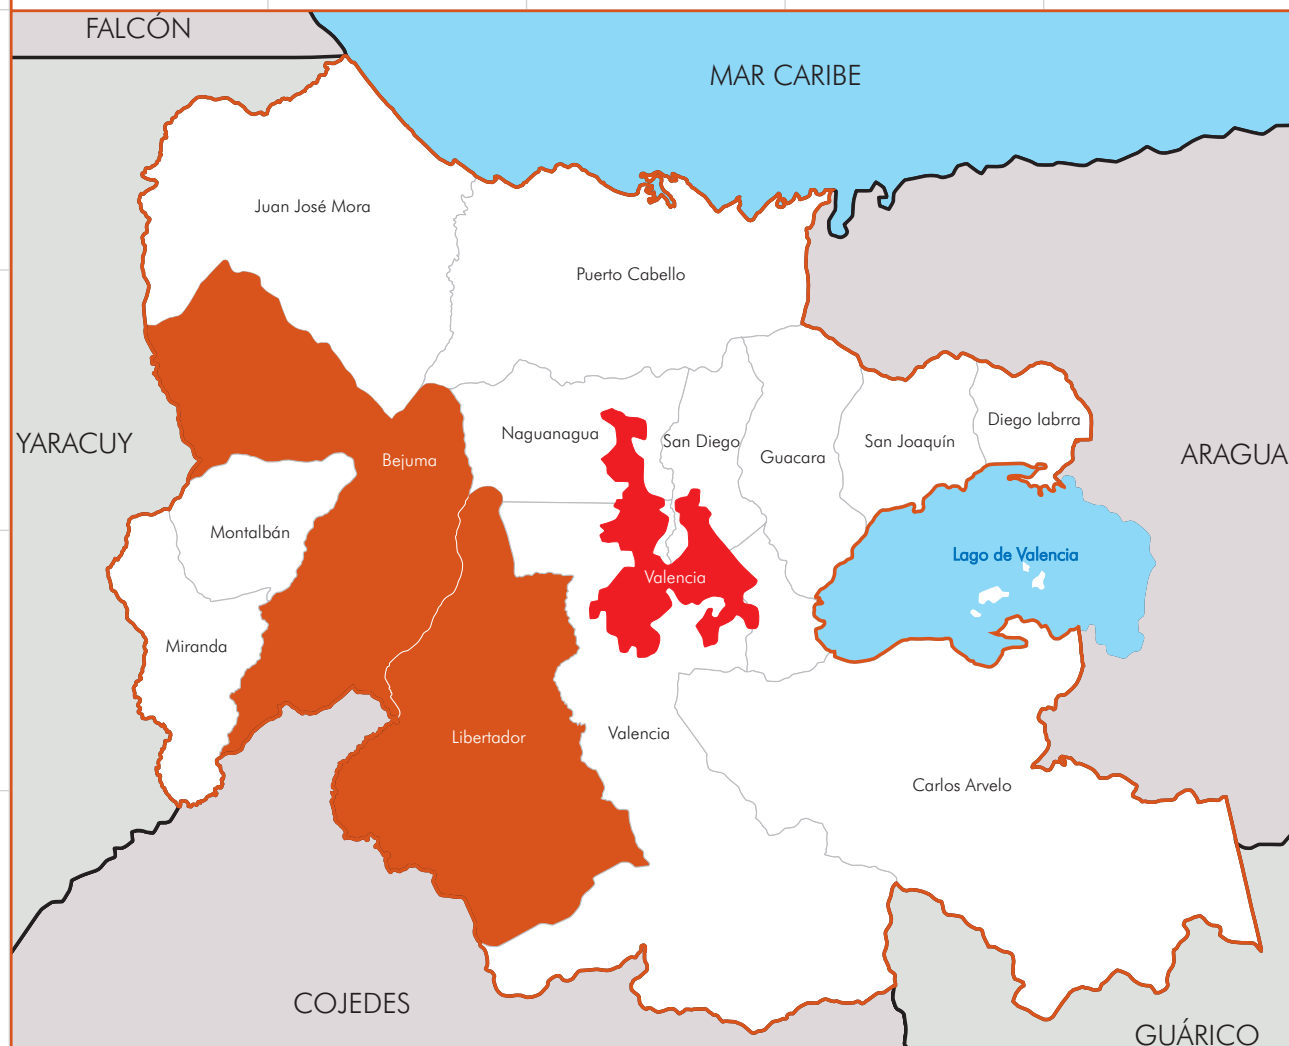 FALCÓN
MAR CARIBE
Juan José Mora
Puerto Cabello
YARACUY
Naguanagua
San Diego
San Joaquín
Diego Iabrra
Bejuma
Guacara
ARAGUA
Montalbán
Lago de Valencia
Valencia
Miranda
Libertador
Valencia
Carlos Arvelo
COJEDES
GUÁRICO